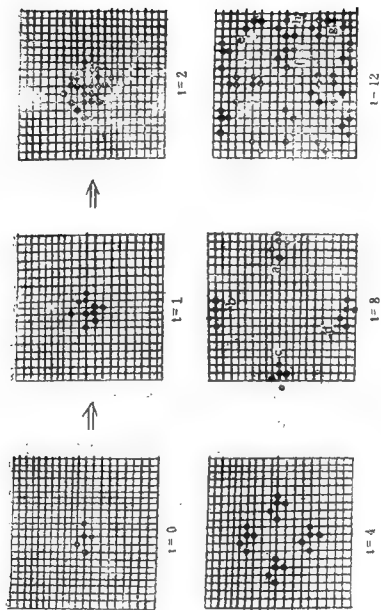 t = 0
t = 1
t = 2
t = 4
a
b
c
d
t = 8
e
h
f
g
t = 12